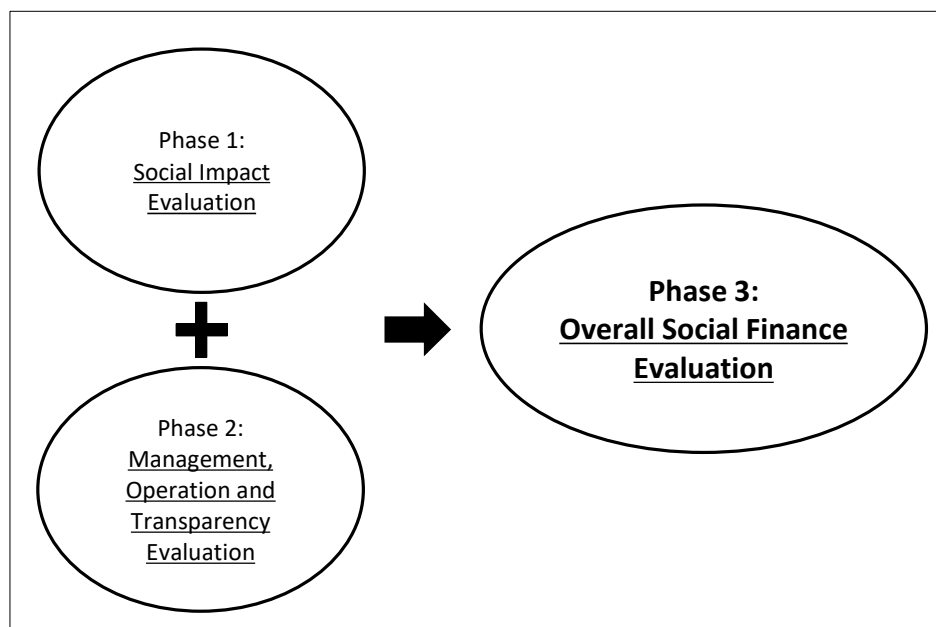 Phase 1:
Social Impact
Evaluation
Phase 2:
Management,
Operation and
Transparency
Evaluation
Phase 3:
Overall Social Finance
Evaluation